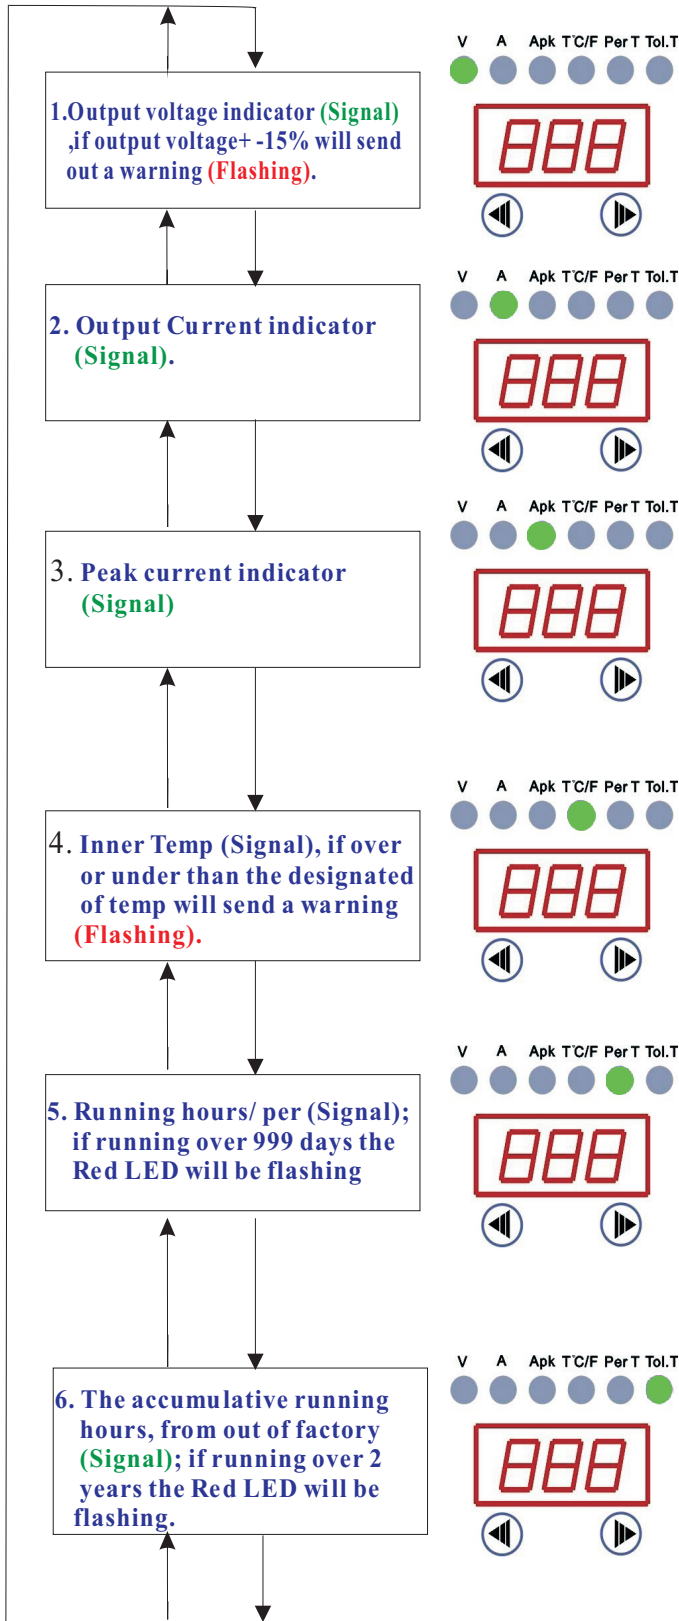 V A Apk T°C/F Per T Tol.T
1.Output voltage indicator (Signal)
,if output voltage+ -15% will send
out a warning (Flashing).
888
V A Apk T°C/F Per T Tol.T
2. Output Current indicator
(Signal).
888
V A Apk T°C/F Per T Tol.T
3. Peak current indicator
(Signal)
888
V A Apk T°C/F Per T Tol.T
4. Inner Temp (Signal), if over
or under than the designated
of temp will send a warning
(Flashing).
888
V A Apk T°C/F Per T Tol.T
5. Running hours/ per (Signal);
if running over 999 days the
Red LED will be flashing
888
V A Apk T°C/F Per T Tol.T
6. The accumulative running
hours, from out of factory
(Signal); if running over 2
years the Red LED will be
flashing.
888